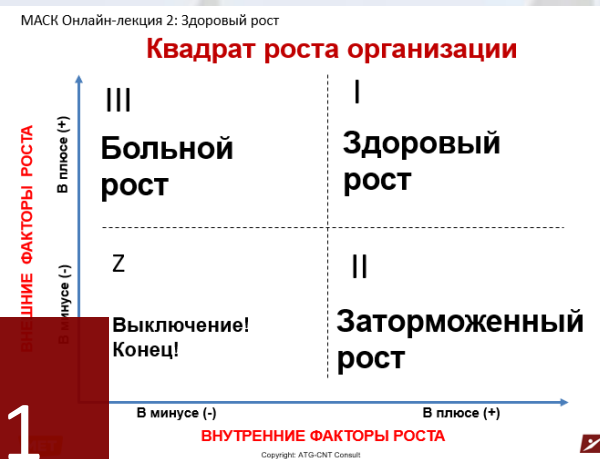 МАСК Онлайн-лекция 2: Здоровый рост
Квадрат роста организации
III
Больной
рост
I
Здоровый
рост
Z
Выключение!
Конец!
II
Заторможенный
рост
ВНЕШНИЕ ФАКТОРЫ РОСТА
В плюсе (+)
В минусе (-)
В минусе (-)
В плюсе (+)
ВНУТРЕННИЕ ФАКТОРЫ РОСТА
Copyright: ATG-CNT Consult
1